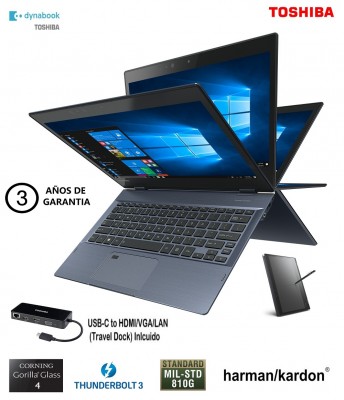 dynabook
TOSHIBA
TOSHIBA
3
AÑOS DE
GARANTIA
USB-C to HDMI/VGA/LAN
(Travel Dock) Inlcuido
CORNING
Gorilla Glass
4
THUNDERBOLT 3
STANDARD
MIL-STD
810G
harman/kardon®